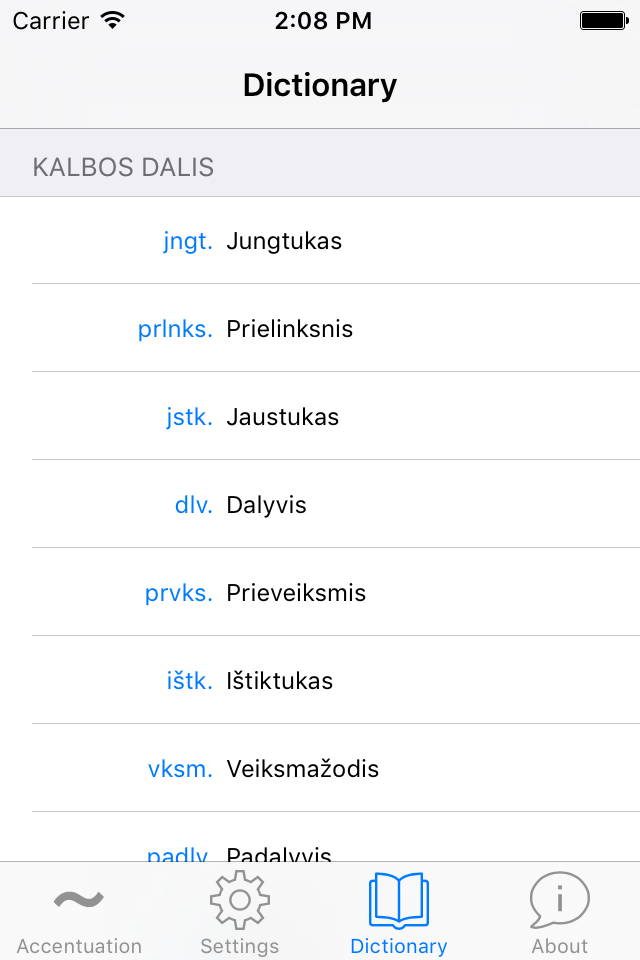 Carrier 2:08 PM
Dictionary
KALBOS DALIS
jngt. Jungtukas
prlnks. Prielinksnis
jstk. Jaustukas
dlv. Dalyvis
prvks. Prieveiksmis
ištk. Ištiktukas
vksm. Veiksmažodis
padlv. Padalyvis
Accentuation Settings Dictionary About